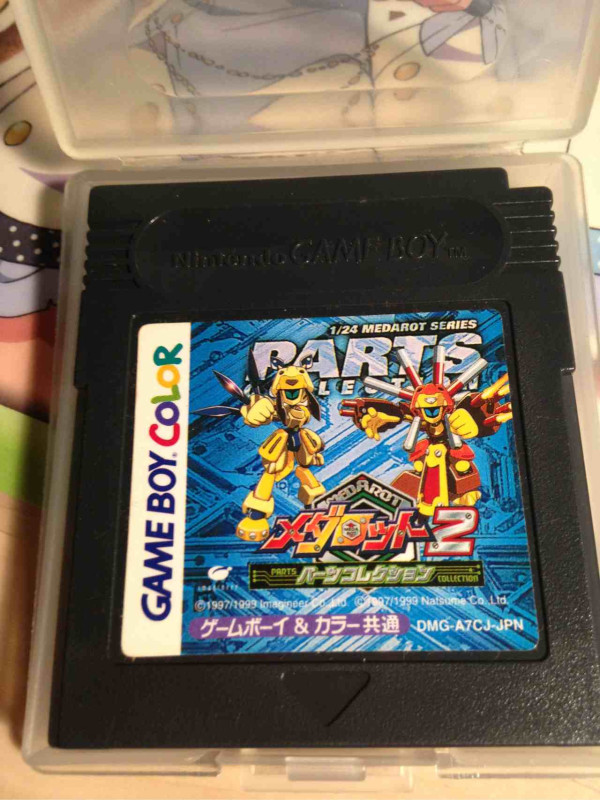 Nintendo GAME BOY™
1/24 MEDAROT SERIES
PARTS
COLLECTION
GAME BOY COLOR
MEDAROT
メダロット2
PARTS パーツコレクション COLLECTION
imagineer
©1997/1999 Imagineer Co.,Ltd. ©1997/1999 Natsume Co.,Ltd.
ゲームボーイ&カラー共通 DMG-A7CJ-JPN